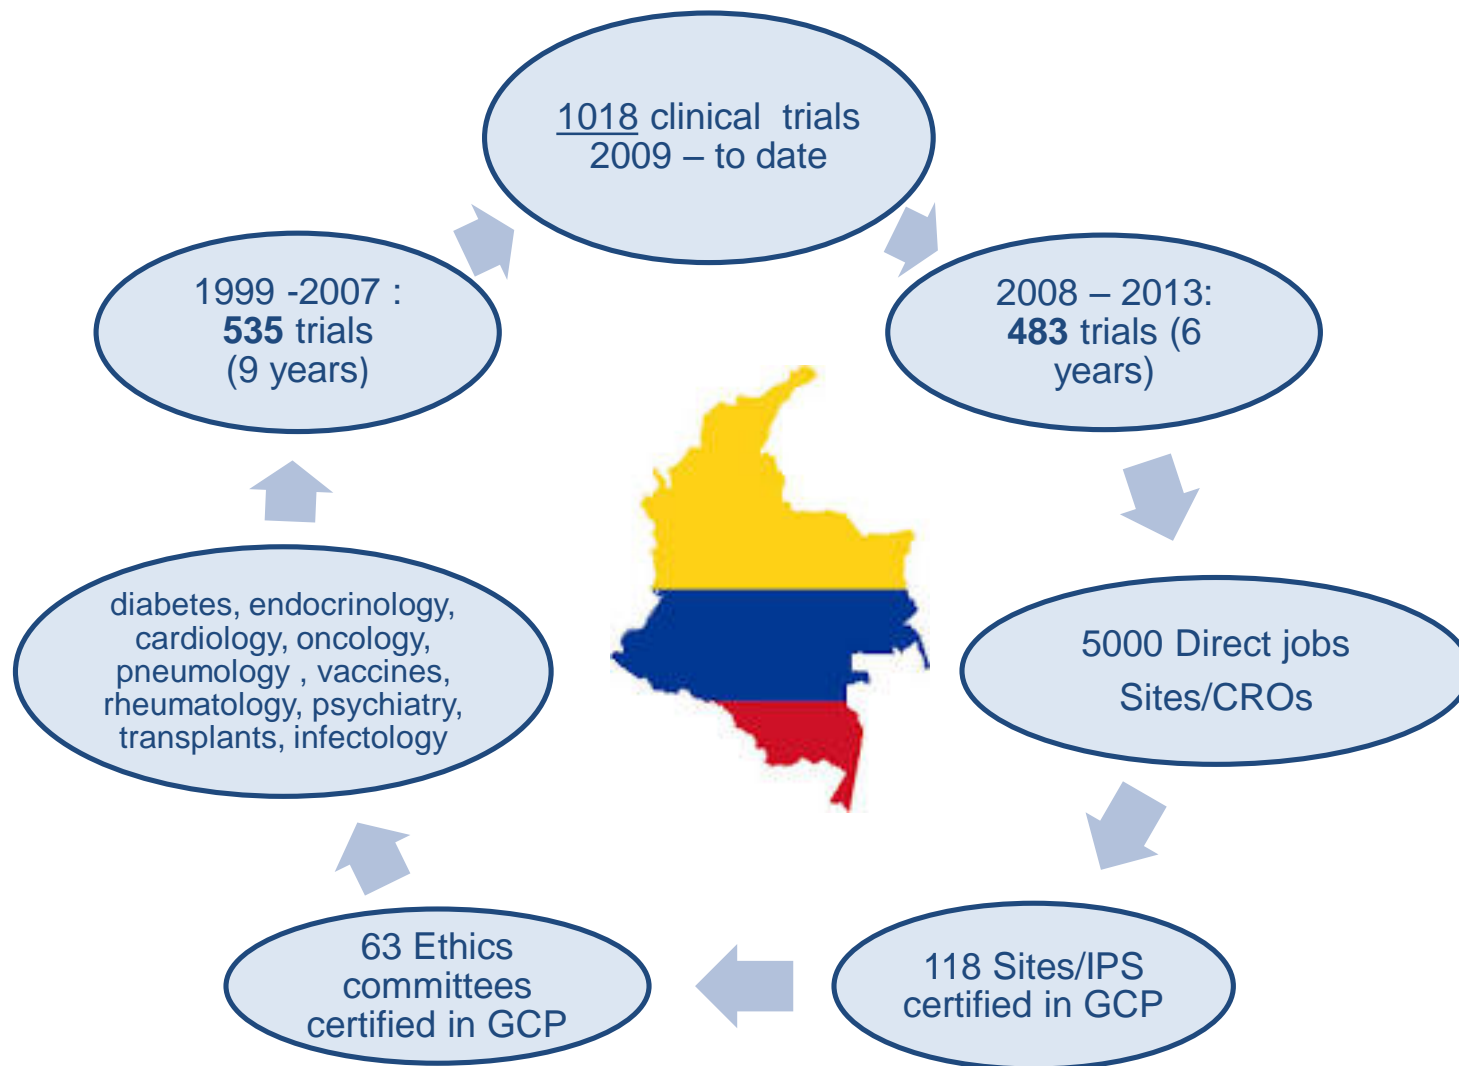 1018 clinical trials
2009 – to date
2008 – 2013:
483 trials (6
years)
5000 Direct jobs
Sites/CROs
118 Sites/IPS
certified in GCP
63 Ethics
committees
certified in GCP
diabetes, endocrinology,
cardiology, oncology,
pneumology , vaccines,
rheumatology, psychiatry,
transplants, infectology
1999 -2007 :
535 trials
(9 years)